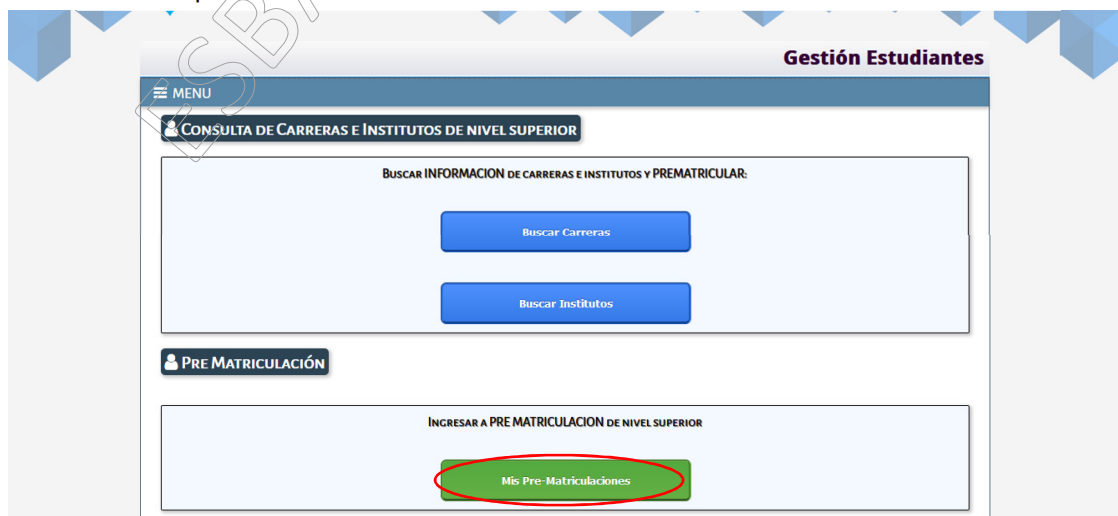 Gestión Estudiantes
MENU
CONSULTA DE CARRERAS E INSTITUTOS DE NIVEL SUPERIOR
BUSCAR INFORMACION DE CARRERAS E INSTITUTOS Y PREMATRICULAR:
Buscar Carreras
Buscar Institutos
PRE MATRICULACIÓN
INGRESAR A PRE MATRICULACION DE NIVEL SUPERIOR
Mis Pre-Matriculaciones